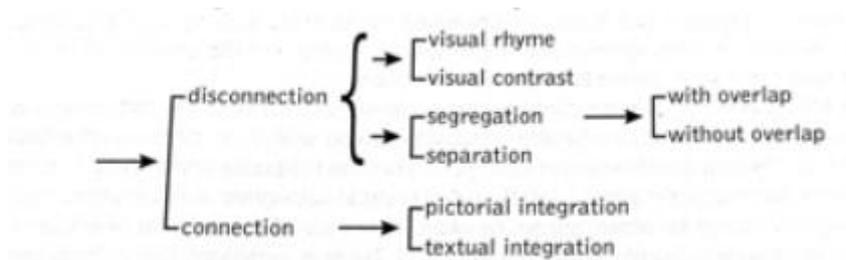 visual rhyme
visual contrast
disconnection
segregation
separation
with overlap
without overlap
connection
pictorial integration
textual integration